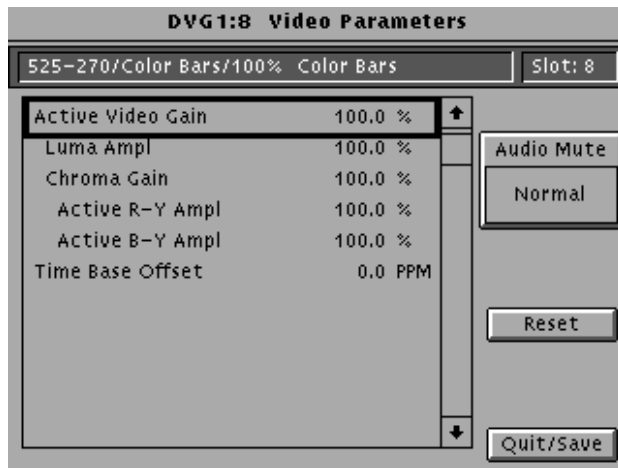 DVG1:8 Video Parameters
525-270/Color Bars/100% Color Bars Slot: 8
Active Video Gain 100.0 %
Luma Ampl 100.0 %
Chroma Gain 100.0 %
Active R-Y Ampl 100.0 %
Active B-Y Ampl 100.0 %
Time Base Offset 0.0 PPM
Audio Mute
Normal
Reset
Quit/Save